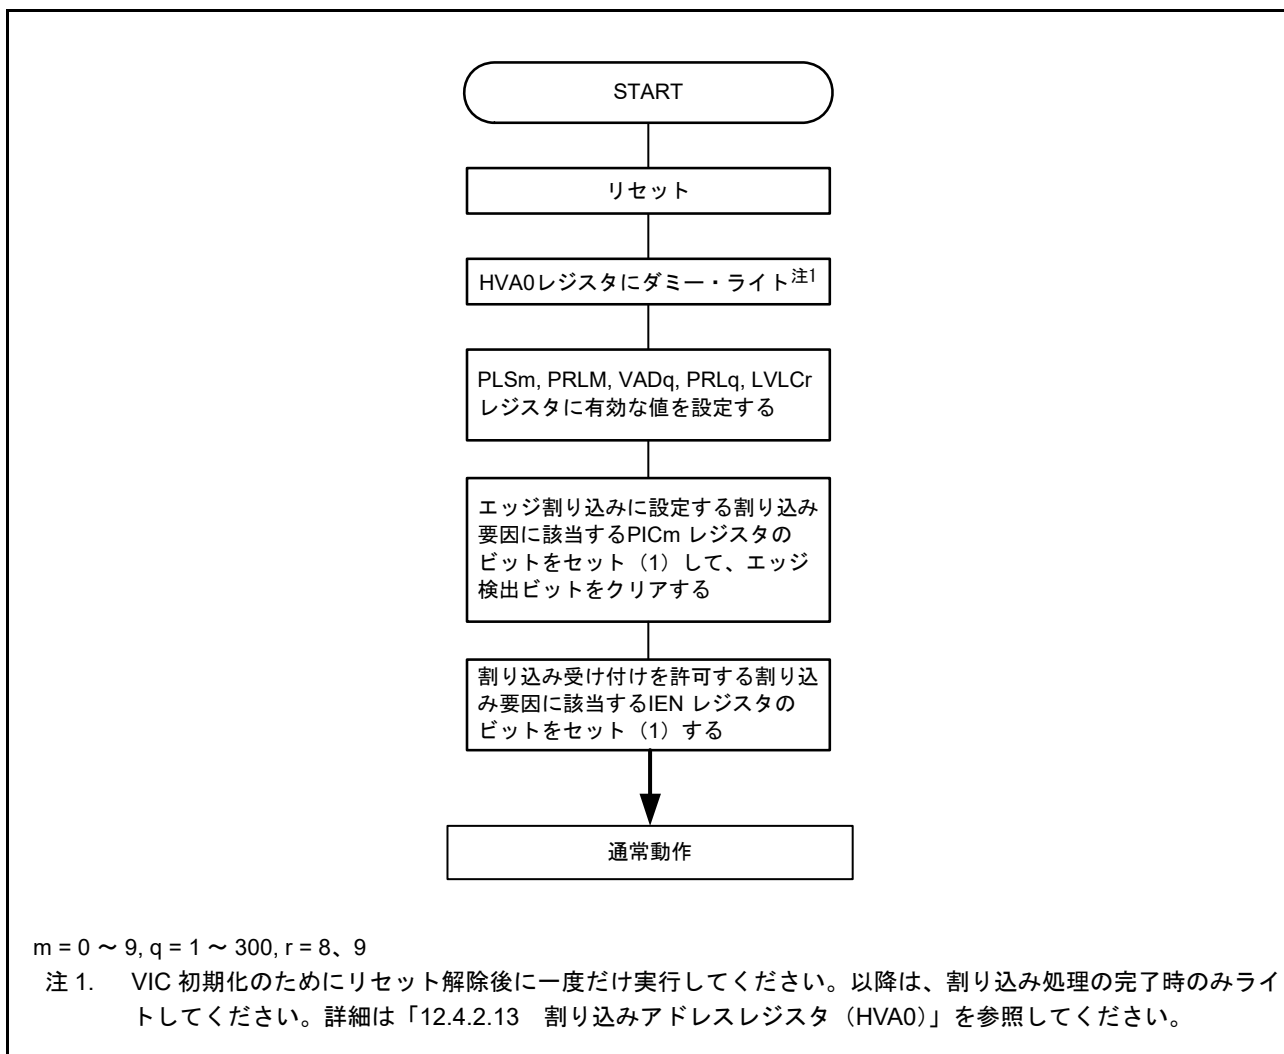 START
リセット
HVA0レジスタにダミー・ライト注1
PLSm, PRLM, VADq, PRLq, LVLCr
レジスタに有効な値を設定する
エッジ割り込みに設定する割り込み
要因に該当するPICm レジスタの
ビットをセット（1）して、エッジ
検出ビットをクリアする
割り込み受け付けを許可する割り込
み要因に該当するIEN レジスタの
ビットをセット（1）する
通常動作
m = 0 ～ 9, q = 1 ～ 300, r = 8、9
注 1. VIC 初期化のためにリセット解除後に一度だけ実行してください。以降は、割り込み処理の完了時のみライ
トしてください。詳細は「12.4.2.13 割り込みアドレスレジスタ（HVA0）」を参照してください。